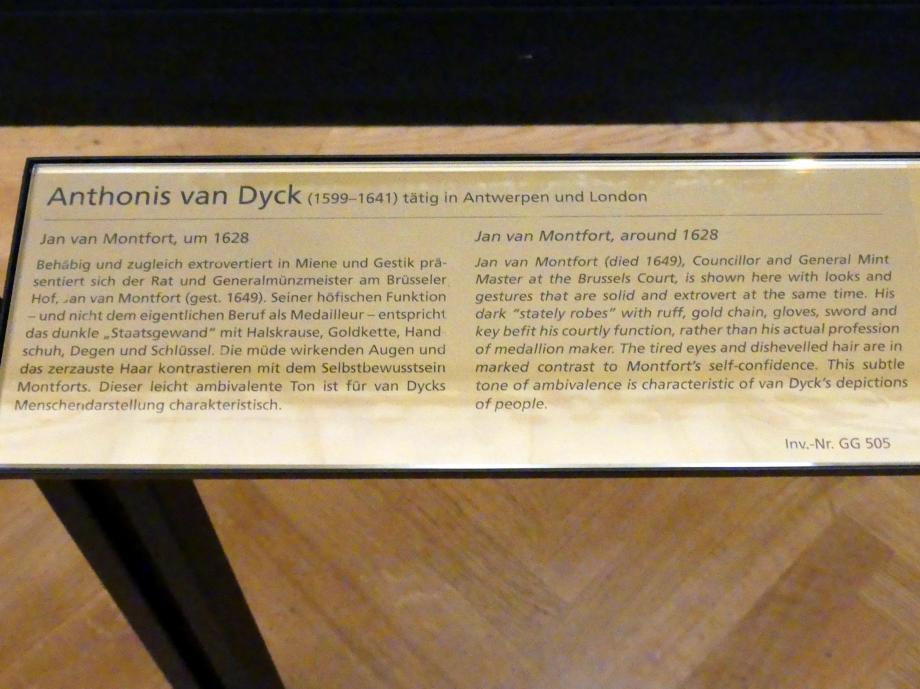 Anthonis van Dyck (1599–1641) tätig in Antwerpen und London
Jan van Montfort, um 1628
Behäbig und zugleich extrovertiert in Miene und Gestik prä-
sentiert sich der Rat und Generalmünzmeister am Brüsseler
Hof, Jan van Montfort (gest. 1649). Seiner höfischen Funktion
– und nicht dem eigentlichen Beruf als Medailleur – entspricht
das dunkle „Staatsgewand“ mit Halskrause, Goldkette, Hand
schuh, Degen und Schlüssel. Die müde wirkenden Augen und
das zerzauste Haar kontrastieren mit dem Selbstbewusstsein
Montforts. Dieser leicht ambivalente Ton ist für van Dycks
Menschendarstellung charakteristisch.
Jan van Montfort, around 1628
Jan van Montfort (died 1649), Councillor and General Mint
Master at the Brussels Court, is shown here with looks and
gestures that are solid and extrovert at the same time. His
dark “stately robes” with ruff, gold chain, gloves, sword and
key befit his courtly function, rather than his actual profession
of medallion maker. The tired eyes and dishevelled hair are in
marked contrast to Montfort’s self-confidence. This subtle
tone of ambivalence is characteristic of van Dyck’s depictions
of people.
Inv.-Nr. GG 505